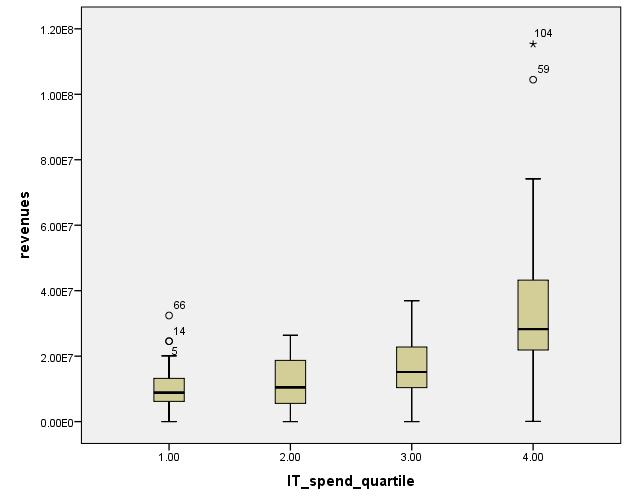 1.20E8
1.00E8
8.00E7
6.00E7
4.00E7
2.00E7
0.00E0
revenues
104
59
66
14
5
1.00 2.00 3.00 4.00
IT_spend_quartile